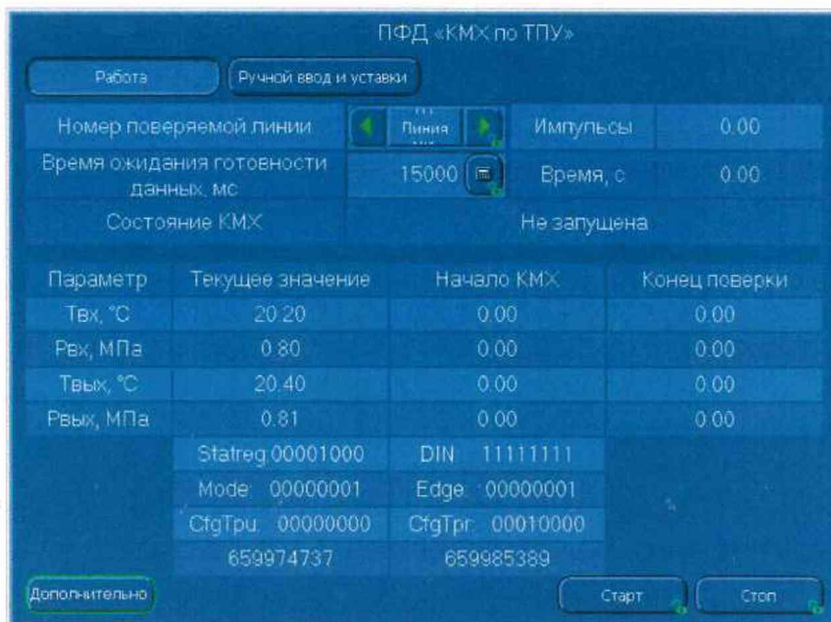 ПФД «КМХ по ТПУ»
Работа Ручной ввод и уставки
Номер поверяемой линии Линия Импульсы 0.00
Время ожидания готовности данных, мс 15000 Время, с 0.00
Состояние КМХ Не запущена
Параметр Текущее значение Начало КМХ Конец поверки
Твх, °С 20.20 0.00 0.00
Рвх, МПа 0.80 0.00 0.00
Твых, °С 20.40 0.00 0.00
Рвых, МПа 0.81 0.00 0.00
Statreg:00001000 DIN 11111111
Mode: 00000001 Edge: 00000001
CfgTpu: 00000000 CfgTpr: 00010000
659974737 659985389
Дополнительно Старт Стоп